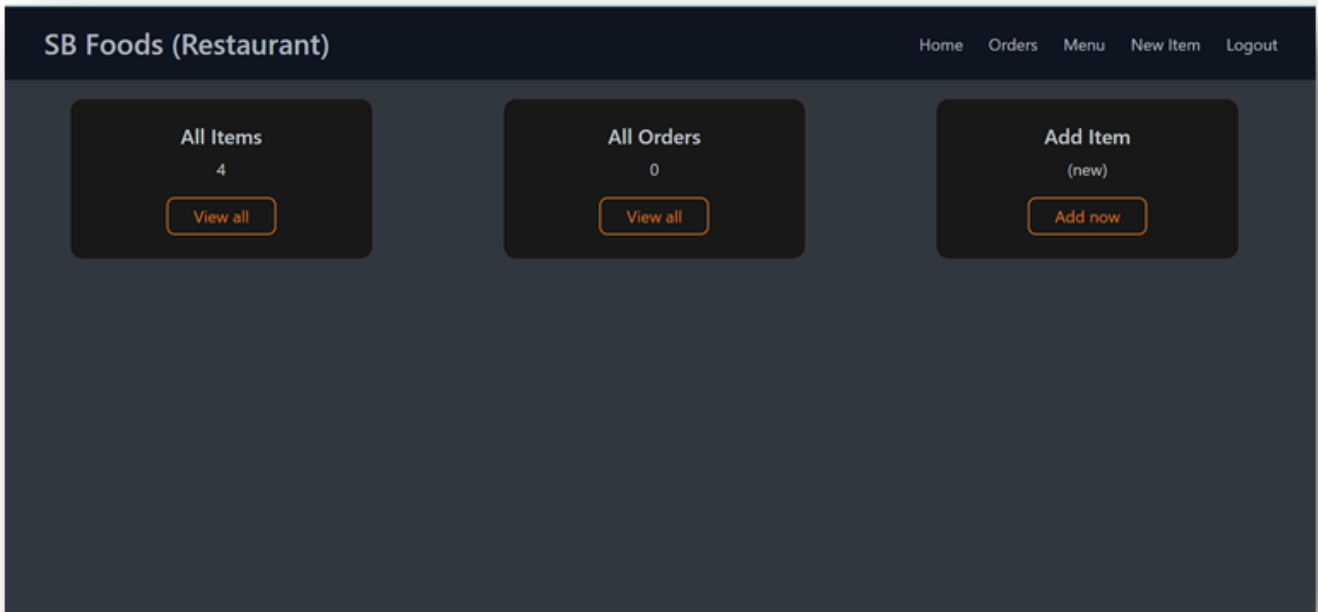 SB Foods (Restaurant)
Home Orders Menu New Item Logout
All Items
4
View all
All Orders
0
View all
Add Item
(new)
Add now